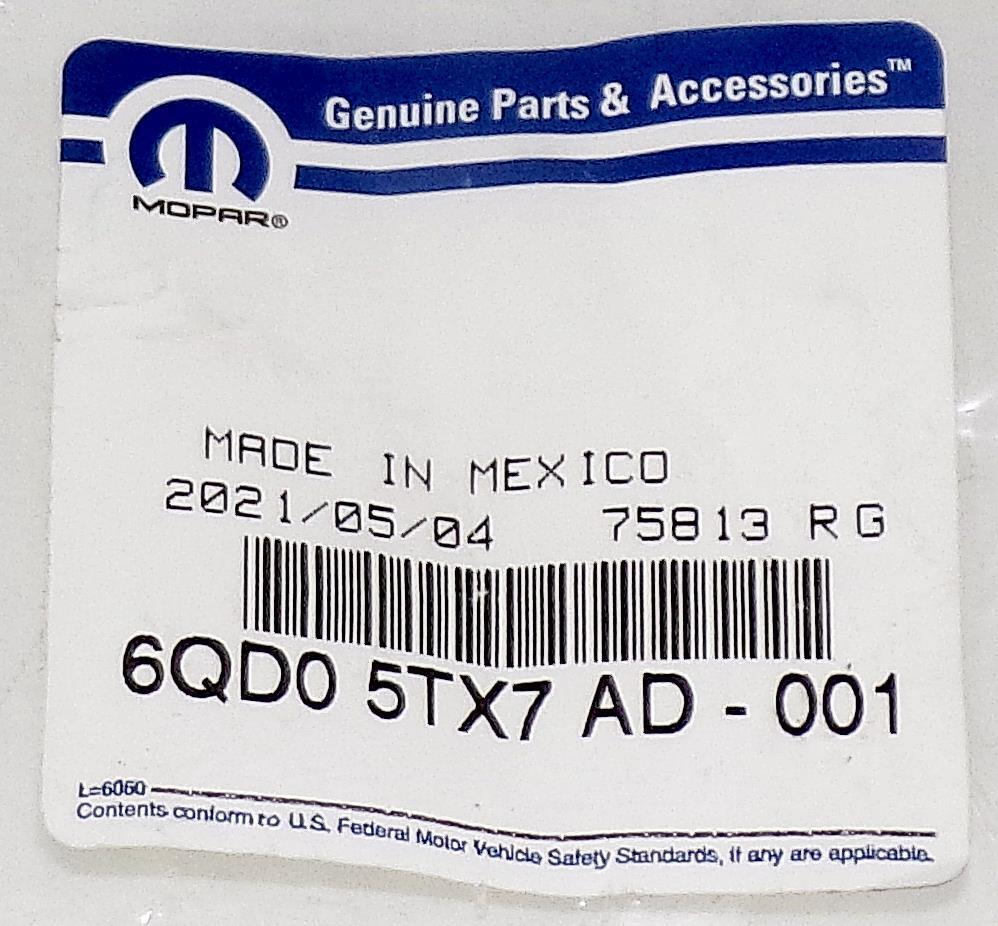 Genuine Parts & Accessories™
MOPAR®
MADE IN MEXICO
2021/05/04 75813 RG
6QD0 5TX7 AD - 001
L=6060
Contents conform to U.S. Federal Motor Vehicle Safety Standards, if any are applicable.